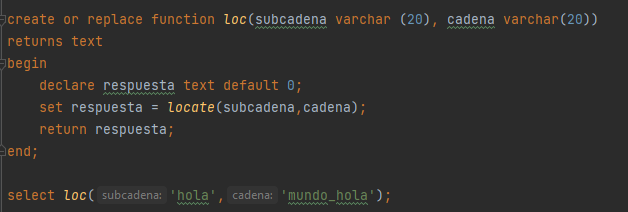 create or replace function loc(subcadena varchar (20), cadena varchar(20))
returns text
begin
    declare respuesta text default 0;
    set respuesta = locate(subcadena,cadena);
    return respuesta;
end;
select loc( subcadena: 'hola', cadena: 'mundo_hola');